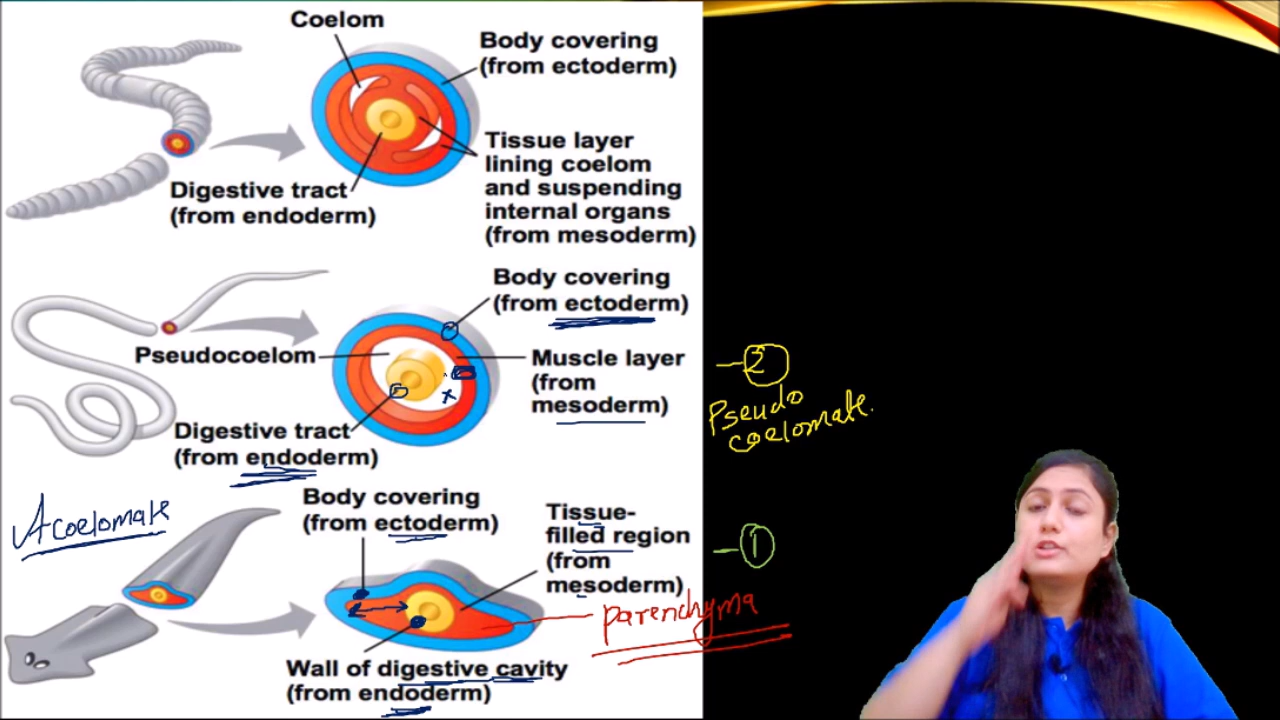 Coelom
Body covering
(from ectoderm)
Tissue layer
lining coelom
and suspending
internal organs
(from mesoderm)
Digestive tract
(from endoderm)
Body covering
(from ectoderm)
Pseudocoelom
Muscle layer
(from
mesoderm)
x
Digestive tract
(from endoderm)
2
Pseudo
coelomate.
Acoelomate
Body covering
(from ectoderm)
Tissue-
filled region
(from
mesoderm)
1
parenchyma
Wall of digestive cavity
(from endoderm)